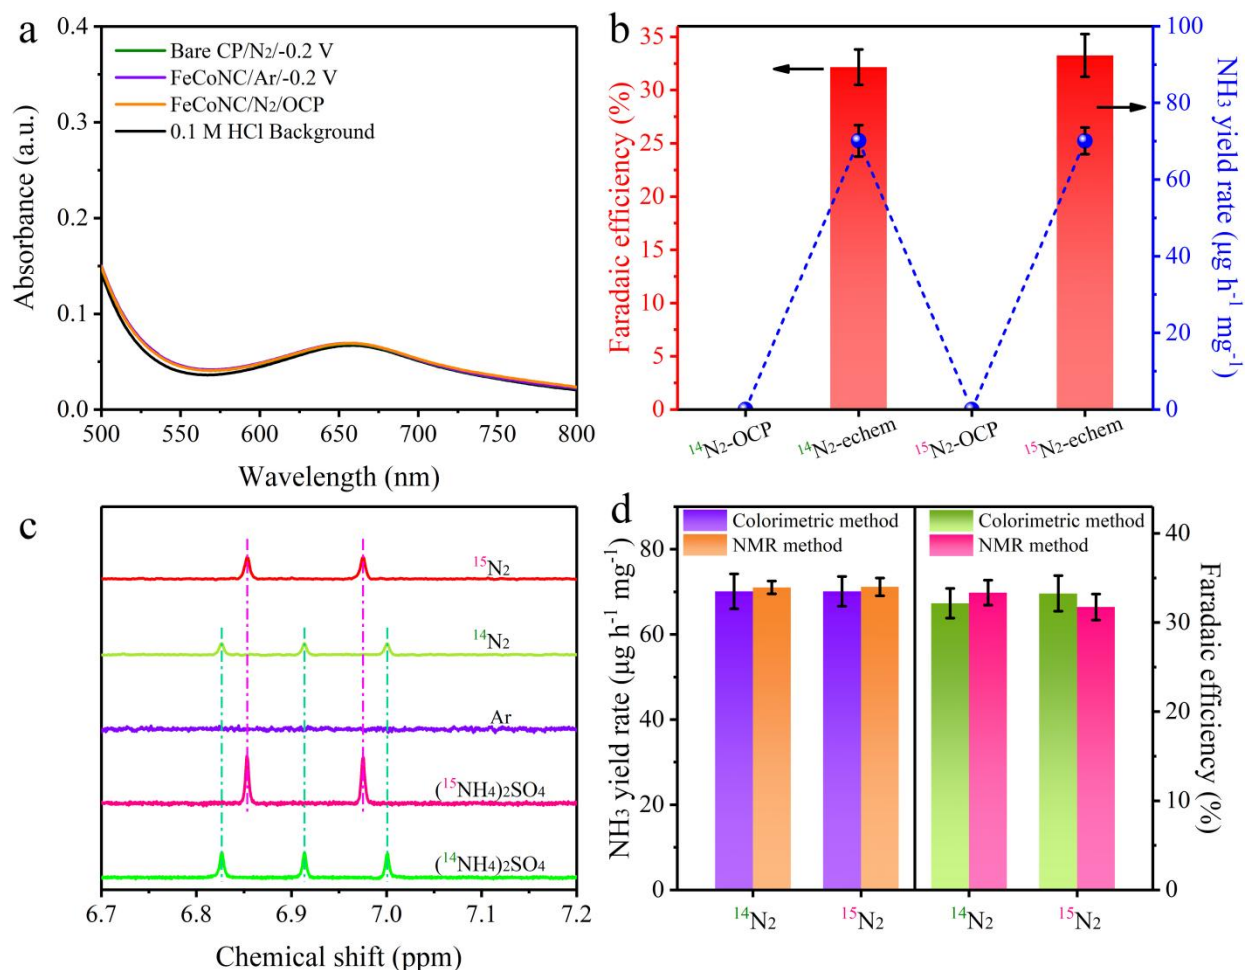 a
Bare CP/N₂/-0.2 V
FeCoNC/Ar/-0.2 V
FeCoNC/N₂/OCP
0.1 M HCl Background
Absorbance (a.u.)
0.4
0.3
0.2
0.1
0.0
500 550 600 650 700 750 800
Wavelength (nm)
b
Faradaic efficiency (%)
35
30
25
20
15
10
5
0
NH₃ yield rate (μg h⁻¹ mg⁻¹)
100
80
60
40
20
0
¹⁴N₂-OCP ¹⁴N₂-echem ¹⁵N₂-OCP ¹⁵N₂-echem
c
¹⁵N₂
¹⁴N₂
Ar
(¹⁵NH₄)₂SO₄
(¹⁴NH₄)₂SO₄
6.7 6.8 6.9 7.0 7.1 7.2
Chemical shift (ppm)
d
Colorimetric method
NMR method
Colorimetric method
NMR method
NH₃ yield rate (μg h⁻¹ mg⁻¹)
80
60
40
20
0
Faradaic efficiency (%)
40
30
20
10
0
¹⁴N₂ ¹⁵N₂ ¹⁴N₂ ¹⁵N₂